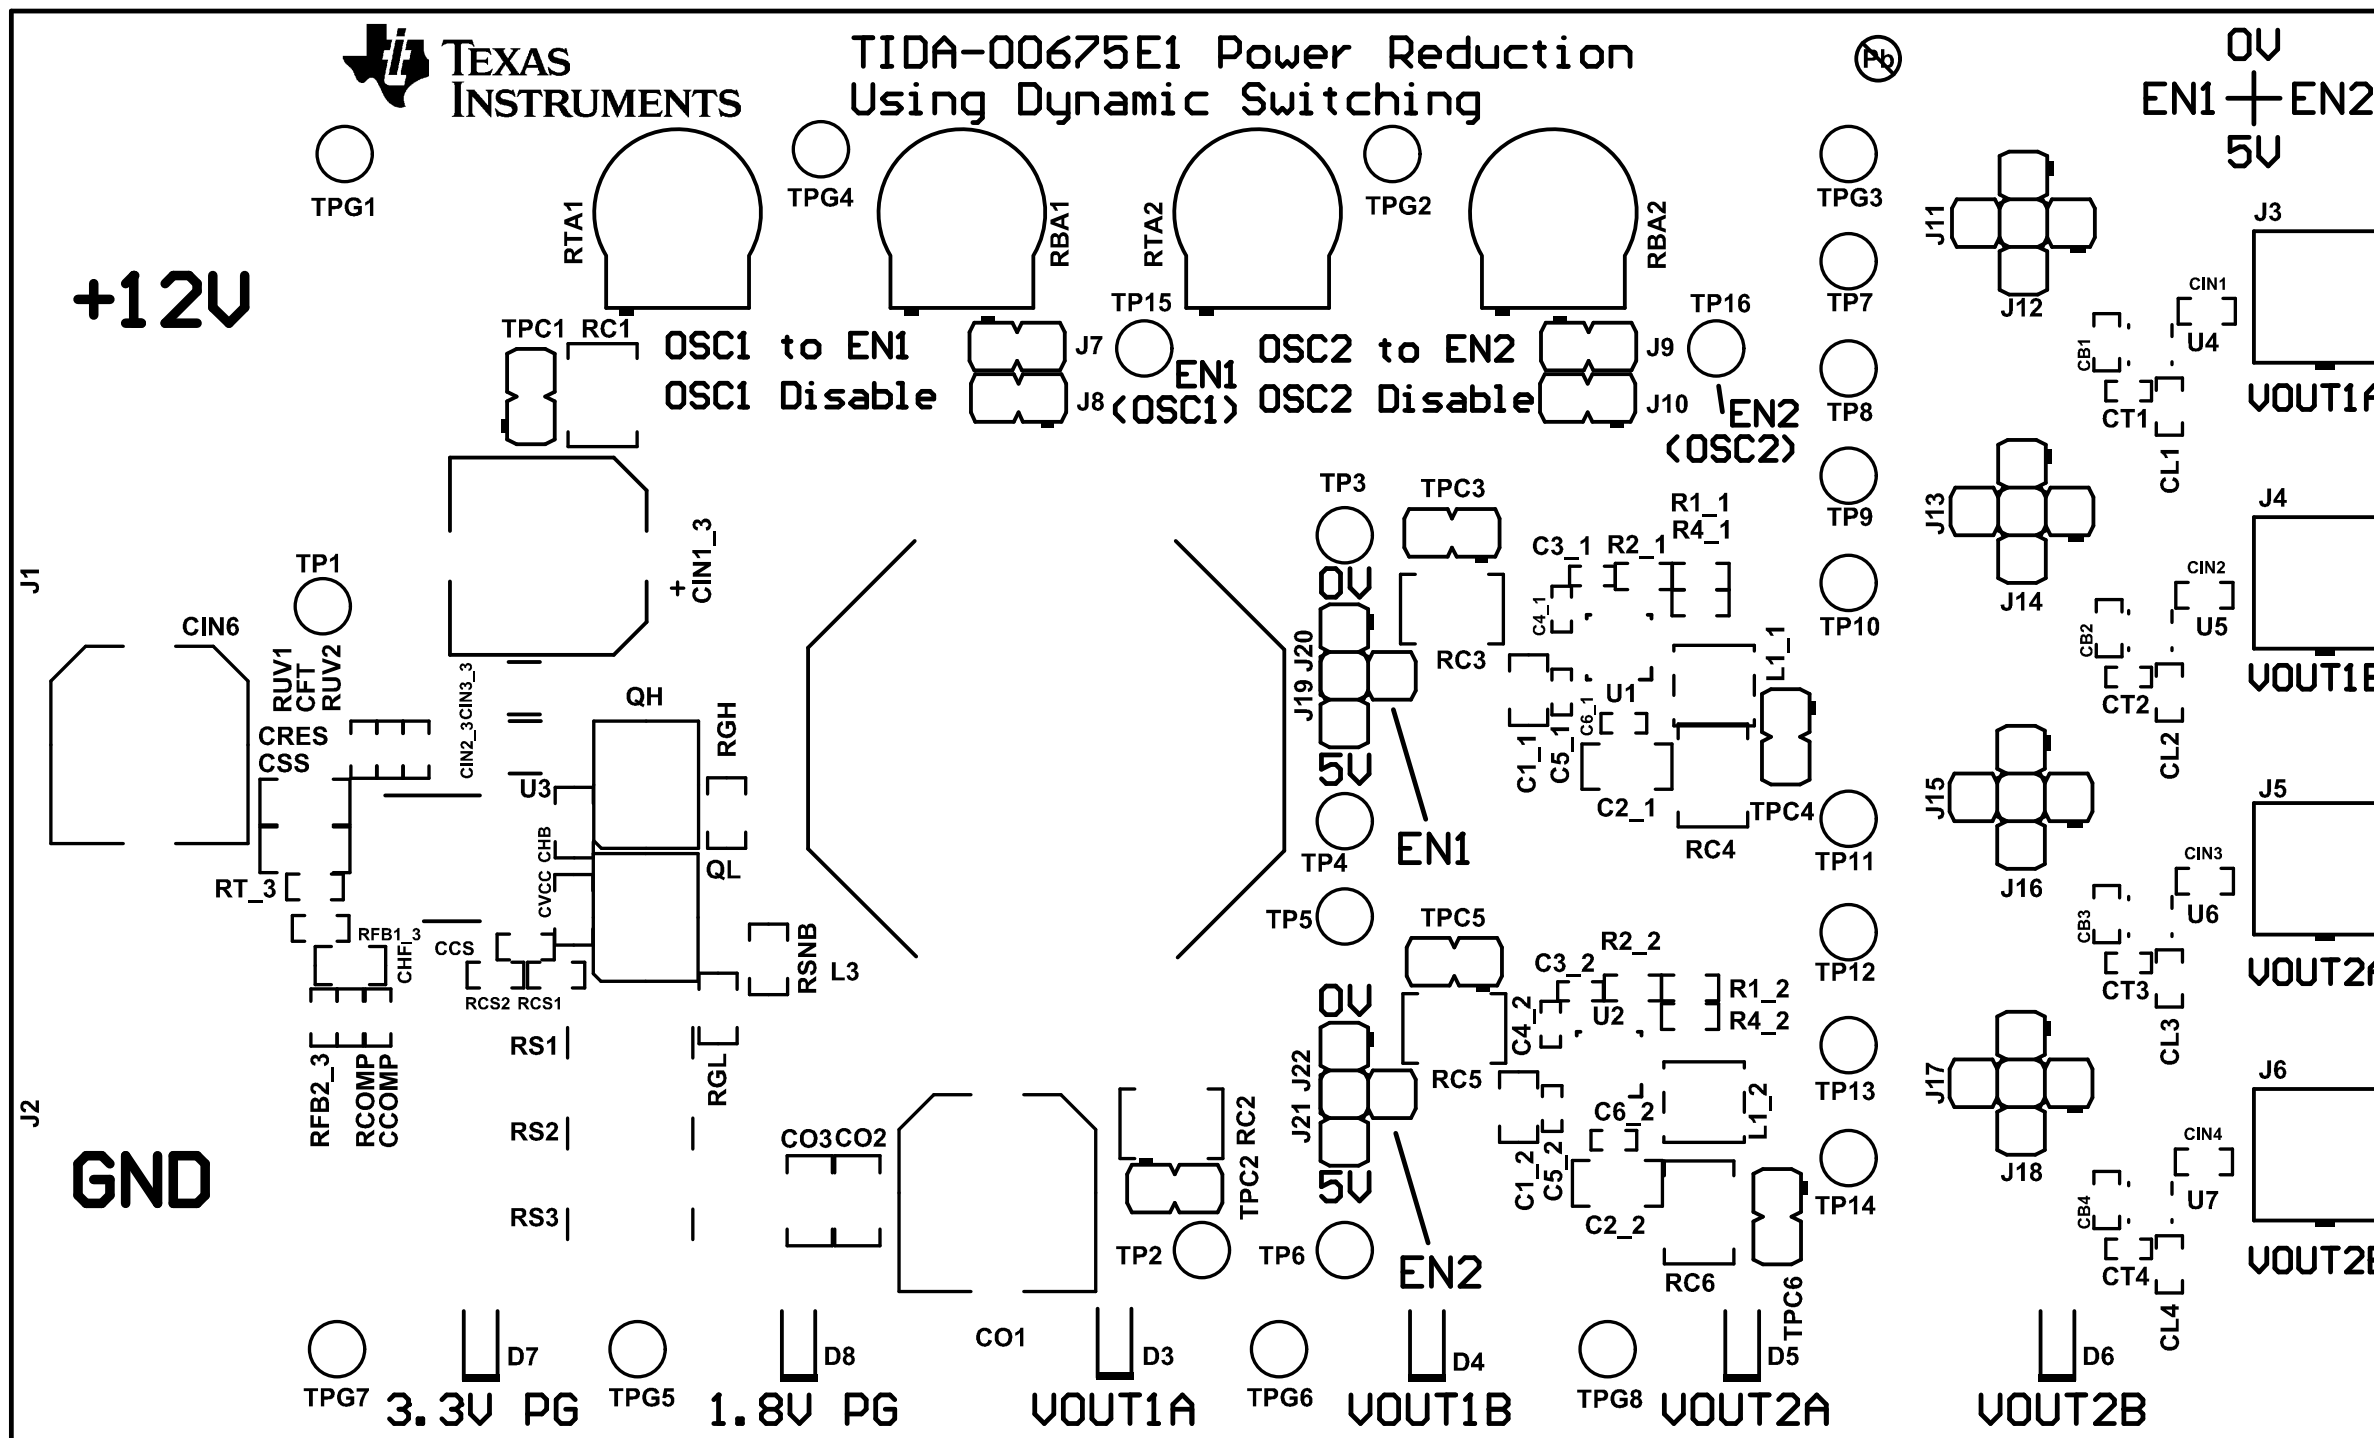 TEXAS
INSTRUMENTS
TIDA-00675E1 Power Reduction
Using Dynamic Switching
Pb
0V
EN1 EN2
5V
TPG1
RTA1
TPG4
RBA1
RTA2
TPG2
RBA2
TPG3
J11
J3
+12V
TPC1 RC1
TP15
TP16
TP7
J12
CIN1
OSC1 to EN1
J7
OSC2 to EN2
J9
CB1
U4
OSC1 Disable
J8
EN1
(OSC1)
OSC2 Disable
J10
EN2
(OSC2)
TP8
CT1
VOUT1A
CL1
TP3
TPC3
R1_1
R4_1
TP9
J13
J4
J1
TP1
+
CIN1_3
0V
C3_1 R2_1
C4_1
TP10
J14
CIN2
CIN6
RUV1
CFT
RUV2
CIN3_3
CIN2_3
QH
RGH
J20
J19
RC3
L1_1
U1
CB2
U5
CRES
CSS
U3
5V
C1_1
C5_1
C6_1
C2_1
TPC4
RC4
CT2
VOUT1B
CL2
J15
J5
CHB
QL
TP4
EN1
TP11
J16
CIN3
RT_3
CVCC
TP5
TPC5
RFB1_3
CHF
CCS
RSNB
L3
R2_2
C3_2
TP12
CB3
U6
RCS2 RCS1
0V
C4_2
U2
R1_2
R4_2
CT3
VOUT2A
CL3
J2
RFB2_3
RCOMP
CCOMP
RS1
RGL
J22
J21
RC5
TP13
J17
J6
RS2
CO3 CO2
RC2
C6_2
L1_2
CIN4
GND
RS3
TPC2
5V
C1_2
C5_2
C2_2
TP14
J18
CB4
U7
TP2
TP6
EN2
RC6
TPC6
CT4
VOUT2B
CL4
CO1
TPG7
D7
TPG5
D8
D3
TPG6
D4
TPG8
D5
D6
3.3V PG
1.8V PG
VOUT1A
VOUT1B
VOUT2A
VOUT2B